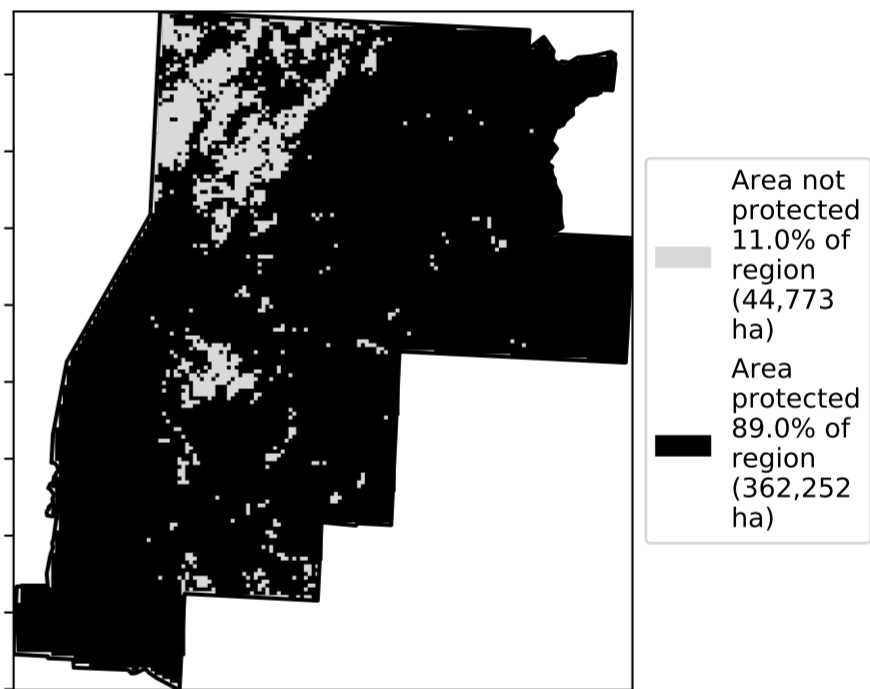 Area not
protected
11.0% of
region
(44,773
ha)
Area
protected
89.0% of
region
(362,252
ha)